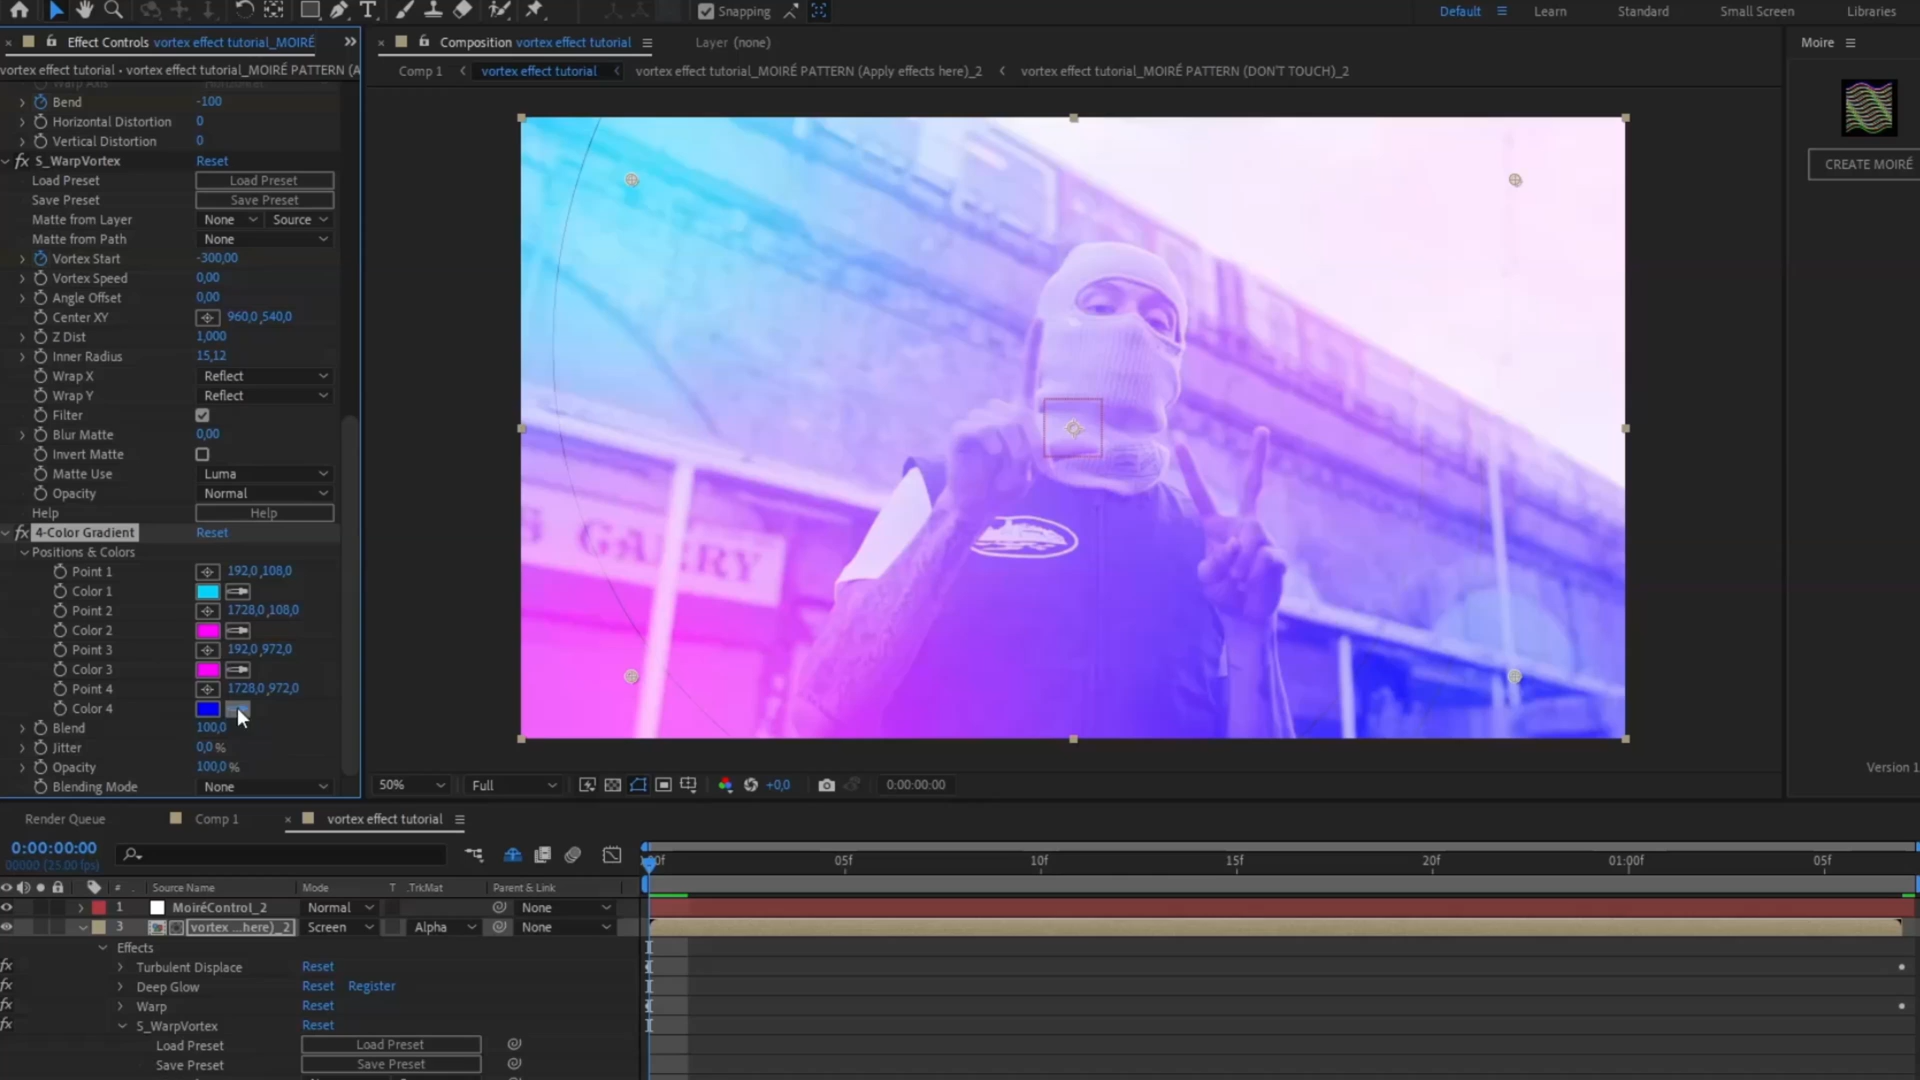 Snapping
Default
Learn
Standard
Small Screen
Libraries
Effect Controls vortex effect tutorial_MOIRÉ
Composition vortex effect tutorial
Layer (none)
Moire
vortex effect tutorial • vortex effect tutorial_MOIRÉ PATTERN (A
Comp 1
vortex effect tutorial
vortex effect tutorial_MOIRÉ PATTERN (Apply effects here)_2
vortex effect tutorial_MOIRÉ PATTERN (DON'T TOUCH)_2
Warp Axis
Horizontal
Bend -100
Horizontal Distortion 0
Vertical Distortion 0
fx S_WarpVortex Reset
Load Preset Load Preset
Save Preset Save Preset
Matte from Layer None Source
Matte from Path None
Vortex Start -300,00
Vortex Speed 0,00
Angle Offset 0,00
Center XY 960,0,540,0
Z Dist 1,000
Inner Radius 15,12
Wrap X Reflect
Wrap Y Reflect
Filter
Blur Matte 0,00
Invert Matte
Matte Use Luma
Opacity Normal
Help Help
fx 4-Color Gradient Reset
Positions & Colors
Point 1 192,0,108,0
Color 1
Point 2 1728,0,108,0
Color 2
Point 3 192,0,972,0
Color 3
Point 4 1728,0,972,0
Color 4
Blend 100,0
Jitter 0,0 %
Opacity 100,0 %
Blending Mode None
CREATE MOIRÉ
Version 1
50%
Full
+0,0
0:00:00:00
Render Queue
Comp 1
vortex effect tutorial
0:00:00:00
00000 (25.00 fps)
05f
10f
15f
20f
01:00f
05f
# Source Name Mode T .TrkMat Parent & Link
1 MoiréControl_2 Normal None
3 vortex ...here)_2 Screen Alpha None
Effects
fx Turbulent Displace Reset
fx Deep Glow Reset Register
fx Warp Reset
fx S_WarpVortex Reset
Load Preset Load Preset
Save Preset Save Preset